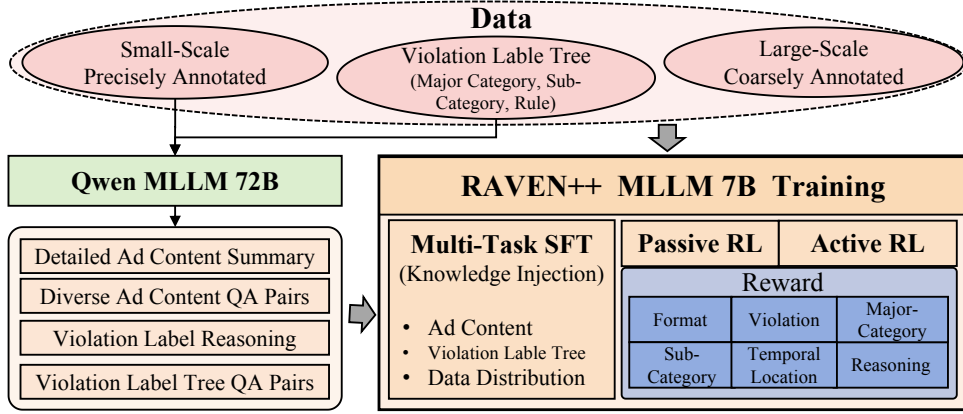 Data
Small-Scale
Precisely Annotated
Violation Lable Tree
(Major Category, Sub-
Category, Rule)
Large-Scale
Coarsely Annotated
Qwen MLLM 72B
Detailed Ad Content Summary
Diverse Ad Content QA Pairs
Violation Label Reasoning
Violation Label Tree QA Pairs
RAVEN++ MLLM 7B Training
Multi-Task SFT
(Knowledge Injection)
• Ad Content
• Violation Lable Tree
• Data Distribution
Passive RL
Active RL
Reward
Format
Violation
Major-
Category
Sub-
Category
Temporal
Location
Reasoning